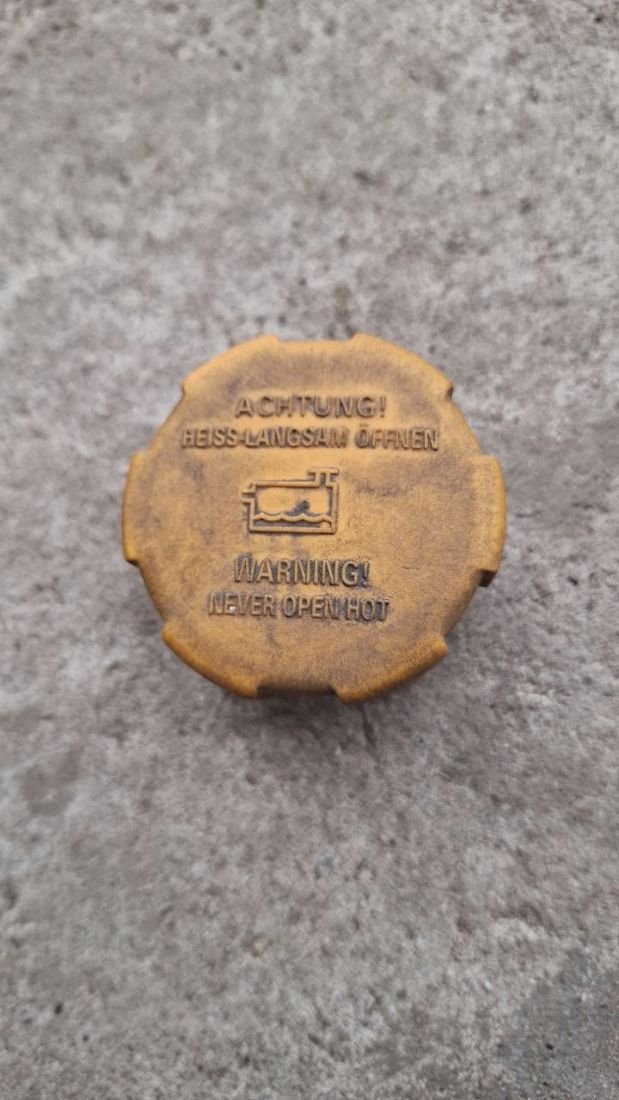 ACHTUNG!
HEISS-LANGSAM ÖFFNEN
WARNING!
NEVER OPEN HOT